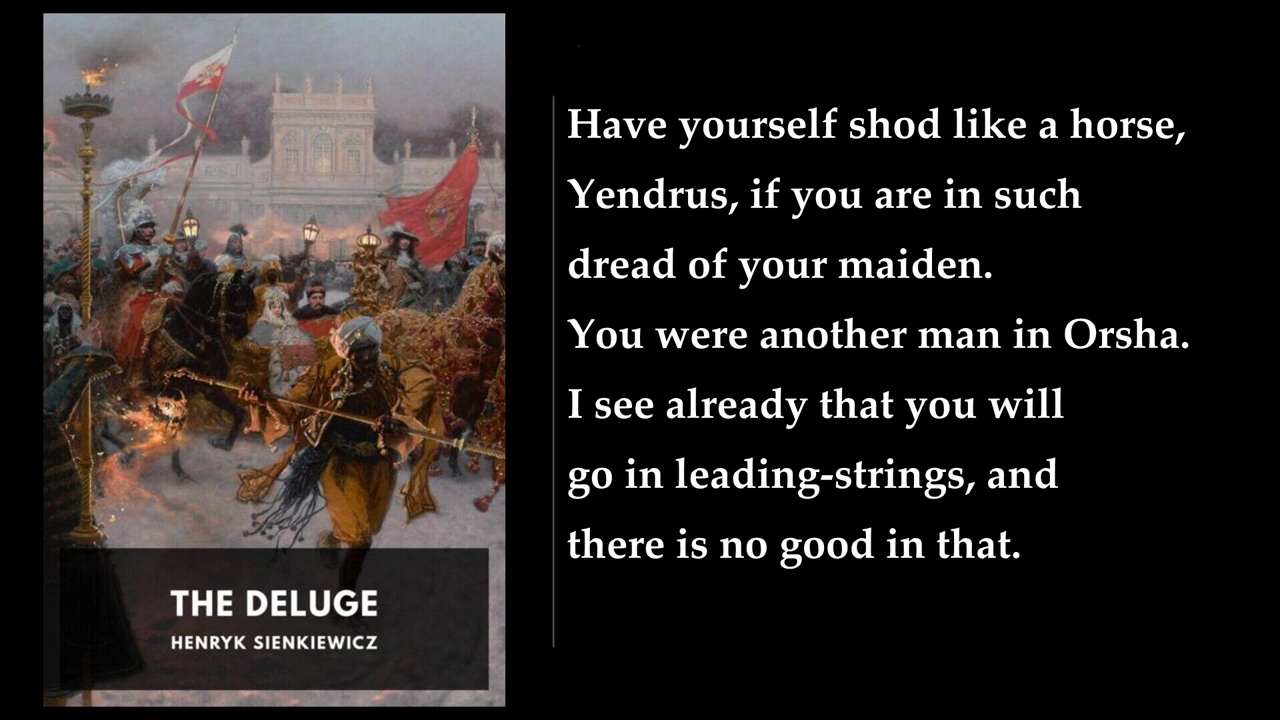 THE DELUGE
HENRYK SIENKIEWICZ
Have yourself shod like a horse,
Yendrus, if you are in such
dread of your maiden.
You were another man in Orsha.
I see already that you will
go in leading-strings, and
there is no good in that.